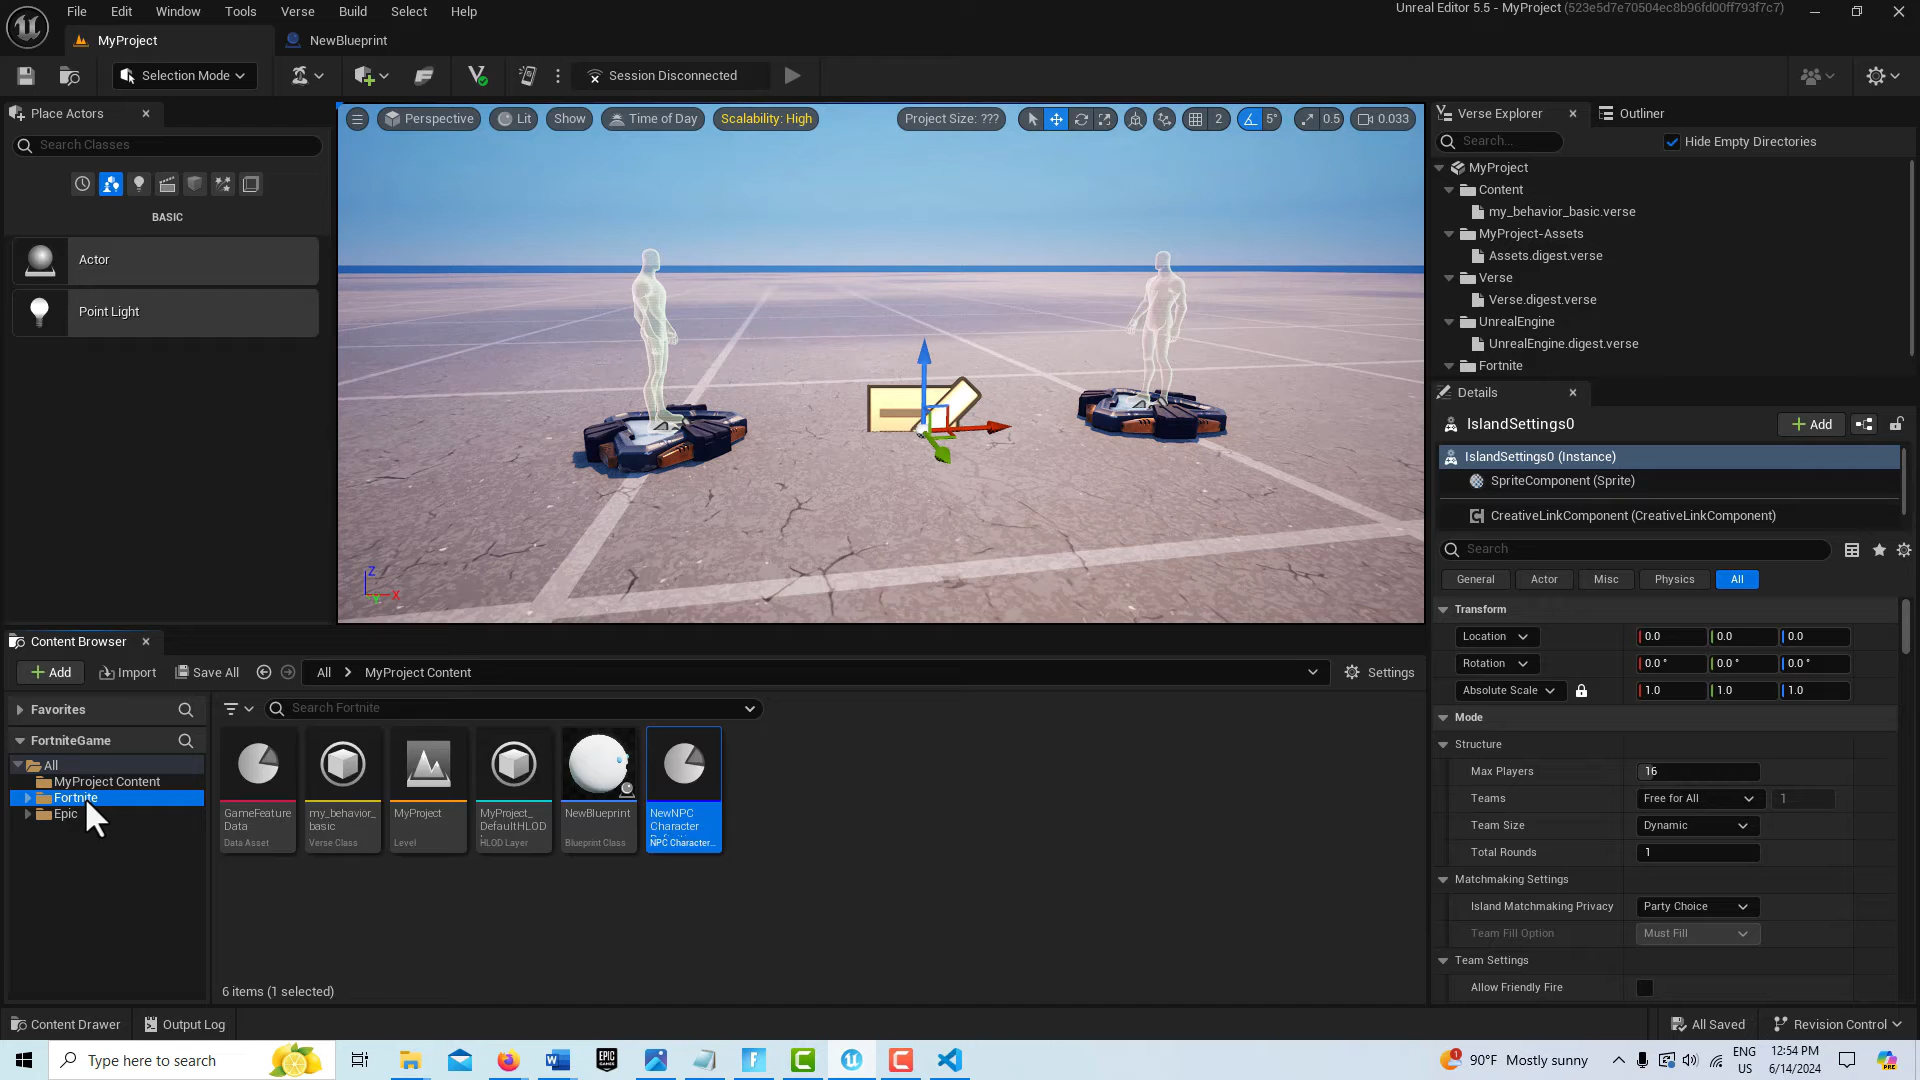 File Edit Window Tools Verse Build Select Help
Unreal Editor 5.5 - MyProject (523e5d7e70504ec8b96fd00ff793f7c7)
MyProject
NewBlueprint
Selection Mode
Session Disconnected
Place Actors
Search Classes
BASIC
Actor
Point Light
Perspective Lit Show Time of Day Scalability: High Project Size: ??? 2 5° 0.5 0.033
Z
X
Y
Verse Explorer
Outliner
Search...
Hide Empty Directories
MyProject
Content
my_behavior_basic.verse
MyProject-Assets
Assets.digest.verse
Verse
Verse.digest.verse
UnrealEngine
UnrealEngine.digest.verse
Fortnite
Details
IslandSettings0
Add
IslandSettings0 (Instance)
SpriteComponent (Sprite)
CreativeLinkComponent (CreativeLinkComponent)
Search
General Actor Misc Physics All
Transform
Location 0.0 0.0 0.0
Rotation 0.0 ° 0.0 ° 0.0 °
Absolute Scale 1.0 1.0 1.0
Mode
Structure
Max Players 16
Teams Free for All 1
Team Size Dynamic
Total Rounds 1
Matchmaking Settings
Island Matchmaking Privacy Party Choice
Team Fill Option Must Fill
Team Settings
Allow Friendly Fire
Content Browser
Add Import Save All All MyProject Content Settings
Favorites
FortniteGame
All
MyProject Content
Fortnite
Epic
Search Fortnite
GameFeature
Data
Data Asset
my_behavior_
basic
Verse Class
MyProject
Level
MyProject_
DefaultHLOD
HLOD Layer
NewBlueprint
Blueprint Class
NewNPC
Character
NPC Character...
6 items (1 selected)
Content Drawer Output Log All Saved Revision Control
Type here to search
EPIC
GAMES
90°F Mostly sunny
ENG
US
12:54 PM
6/14/2024